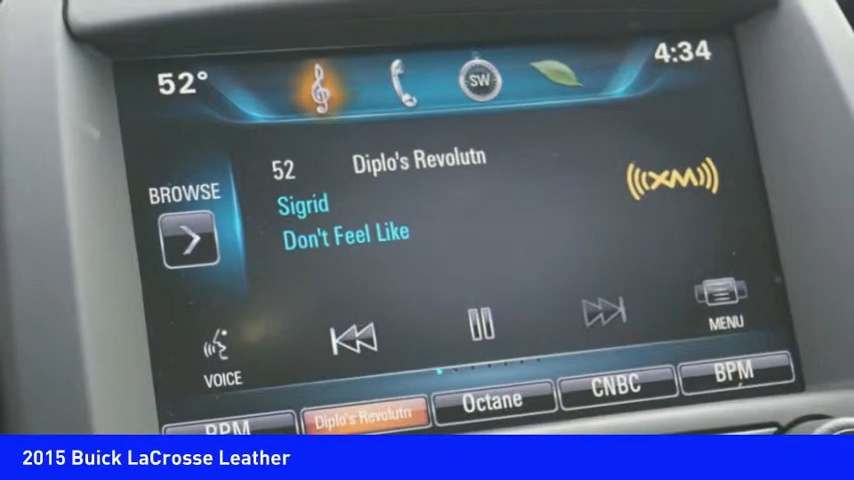 52°
SW
4:34
52 Diplo's Revolutn
XM
BROWSE
Sigrid
Don't Feel Like
VOICE
MENU
BPM
Diplo's Revolutn
Octane
CNBC
BPM
2015 Buick LaCrosse Leather